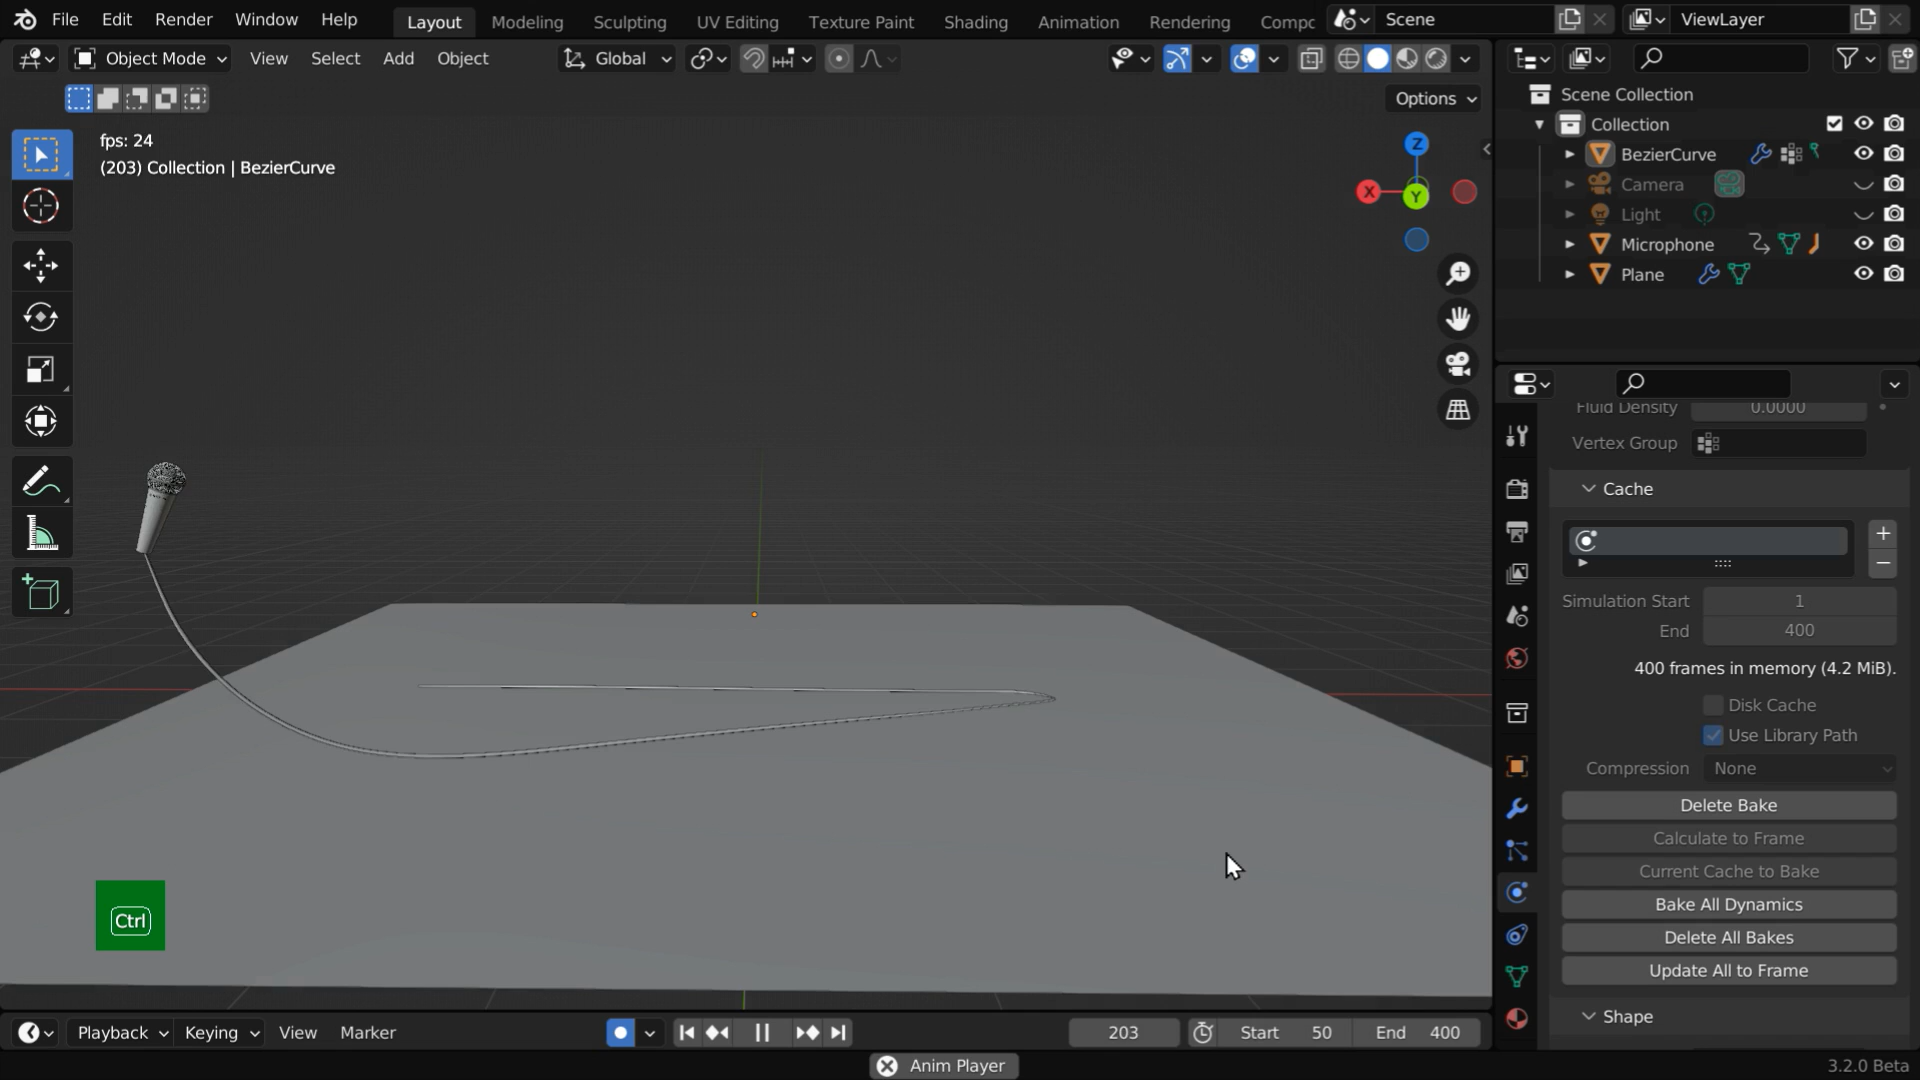 File Edit Render Window Help
Layout Modeling Sculpting UV Editing Texture Paint Shading Animation Rendering Compc
Scene
ViewLayer
Object Mode View Select Add Object
Global
Options
fps: 24
(203) Collection | BezierCurve
Z
X
Y
Scene Collection
Collection
BezierCurve
Camera
Light
Microphone
Plane
Fluid Density 0.0000
Vertex Group
Cache
Simulation Start 1
End 400
400 frames in memory (4.2 MiB).
Disk Cache
Use Library Path
Compression None
Delete Bake
Calculate to Frame
Current Cache to Bake
Bake All Dynamics
Delete All Bakes
Update All to Frame
Shape
Ctrl
Playback Keying View Marker
203 Start 50 End 400
Anim Player
3.2.0 Beta